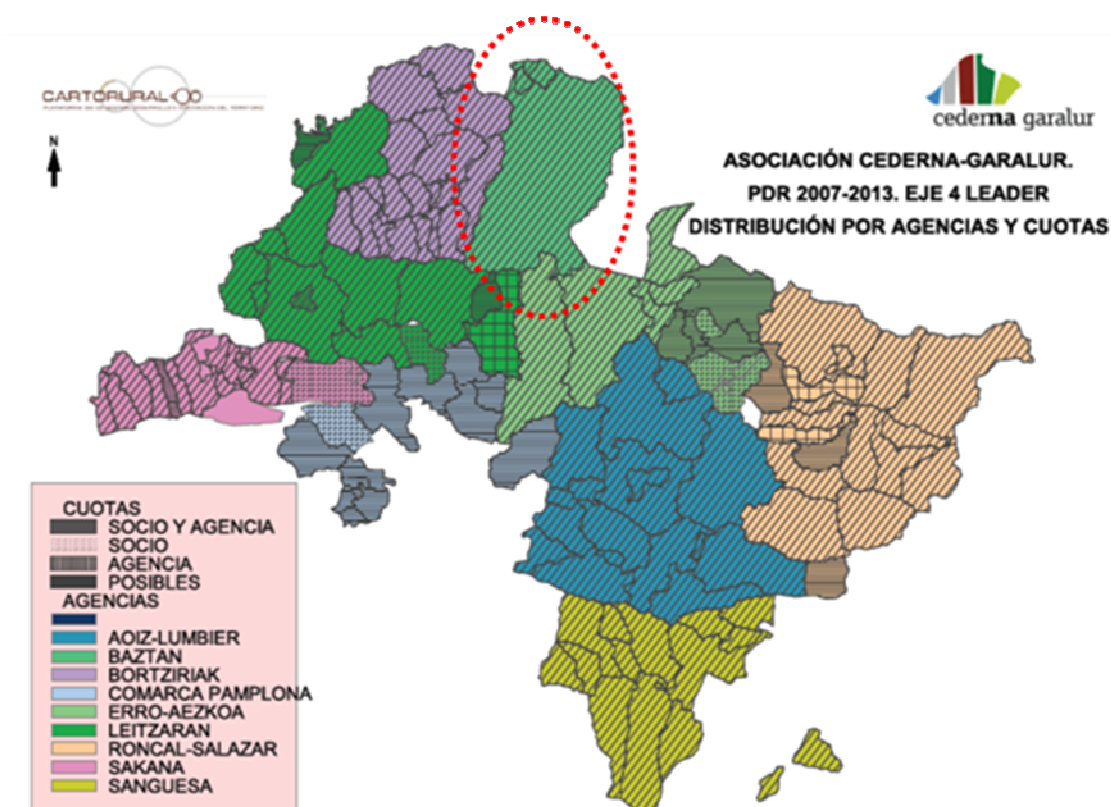 CARTORURAL
N
cederna garalur
ASOCIACIÓN CEDERNA-GARALUR.
PDR 2007-2013. EJE 4 LEADER
DISTRIBUCIÓN POR AGENCIAS Y CUOTAS
CUOTAS
SOCIO Y AGENCIA
SOCIO
AGENCIA
POSIBLES
AGENCIAS
AOIZ-LUMBIER
BAZTAN
BORTZIRIAK
COMARCA PAMPLONA
ERRO-AEZKOA
LEITZARAN
RONCAL-SALAZAR
SAKANA
SANGUESA